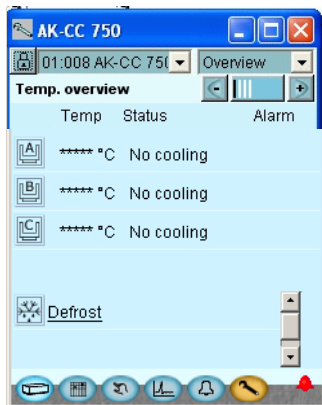 AK-CC 750
01:008 AK-CC 75( Overview
Temp. overview
Temp Status Alarm
A ***** °C No cooling
B ***** °C No cooling
C ***** °C No cooling
Defrost